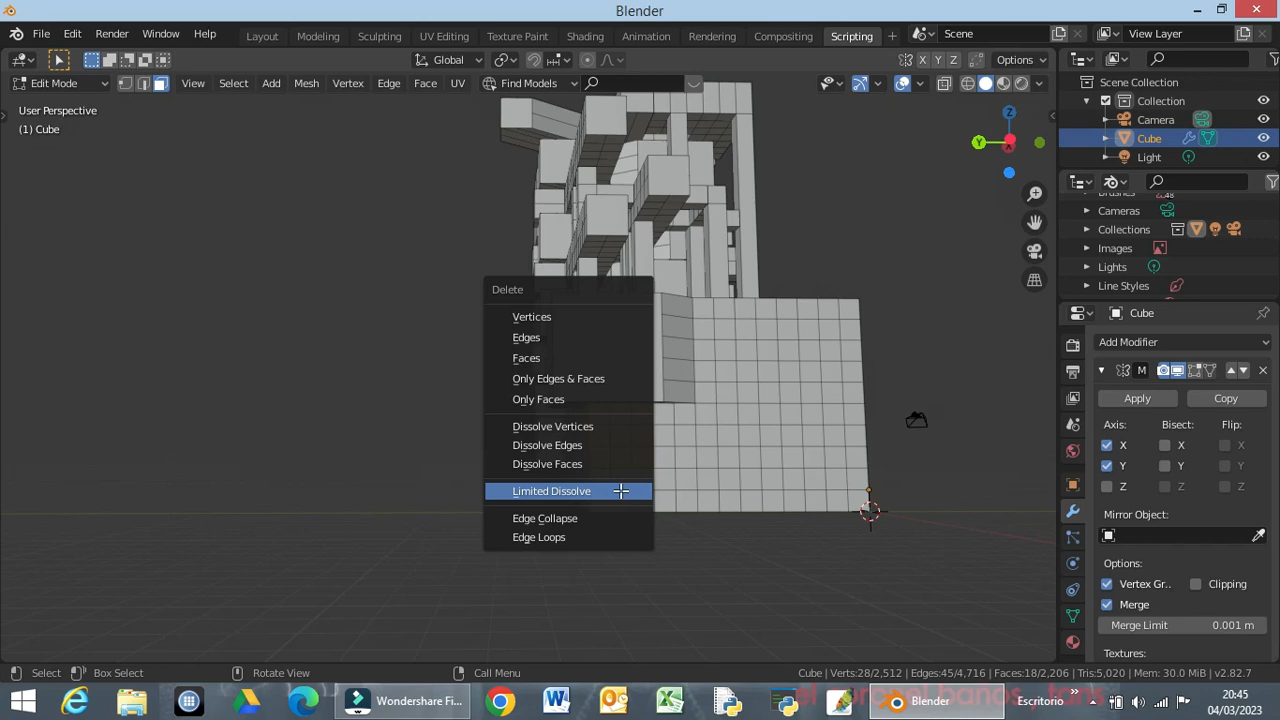 Blender
File Edit Render Window Help Layout Modeling Sculpting UV Editing Texture Paint Shading Animation Rendering Compositing Scripting + Scene View Layer
Global X Y Z Options
Edit Mode View Select Add Mesh Vertex Edge Face UV Find Models
User Perspective
(1) Cube
Z
Y
Scene Collection
Collection
Camera
Cube
Light
48
Cameras
Collections
Images
Lights
Line Styles
Cube
Add Modifier
M
Apply Copy
Axis: Bisect: Flip:
X X X
Y Y Y
Z Z Z
Mirror Object:
Options:
Vertex Gr.. Clipping
Merge
Merge Limit 0.001 m
Textures:
Delete
Vertices
Edges
Faces
Only Edges & Faces
Only Faces
Dissolve Vertices
Dissolve Edges
Dissolve Faces
Limited Dissolve
Edge Collapse
Edge Loops
Select Box Select Rotate View Call Menu Cube | Verts:28/2,512 | Edges:45/4,716 | Faces:18/2,206 | Tris:5,020 | Mem: 30.0 MiB | v2.82.7
Wondershare Fi... Blender Escritorio 20:45
04/03/2023